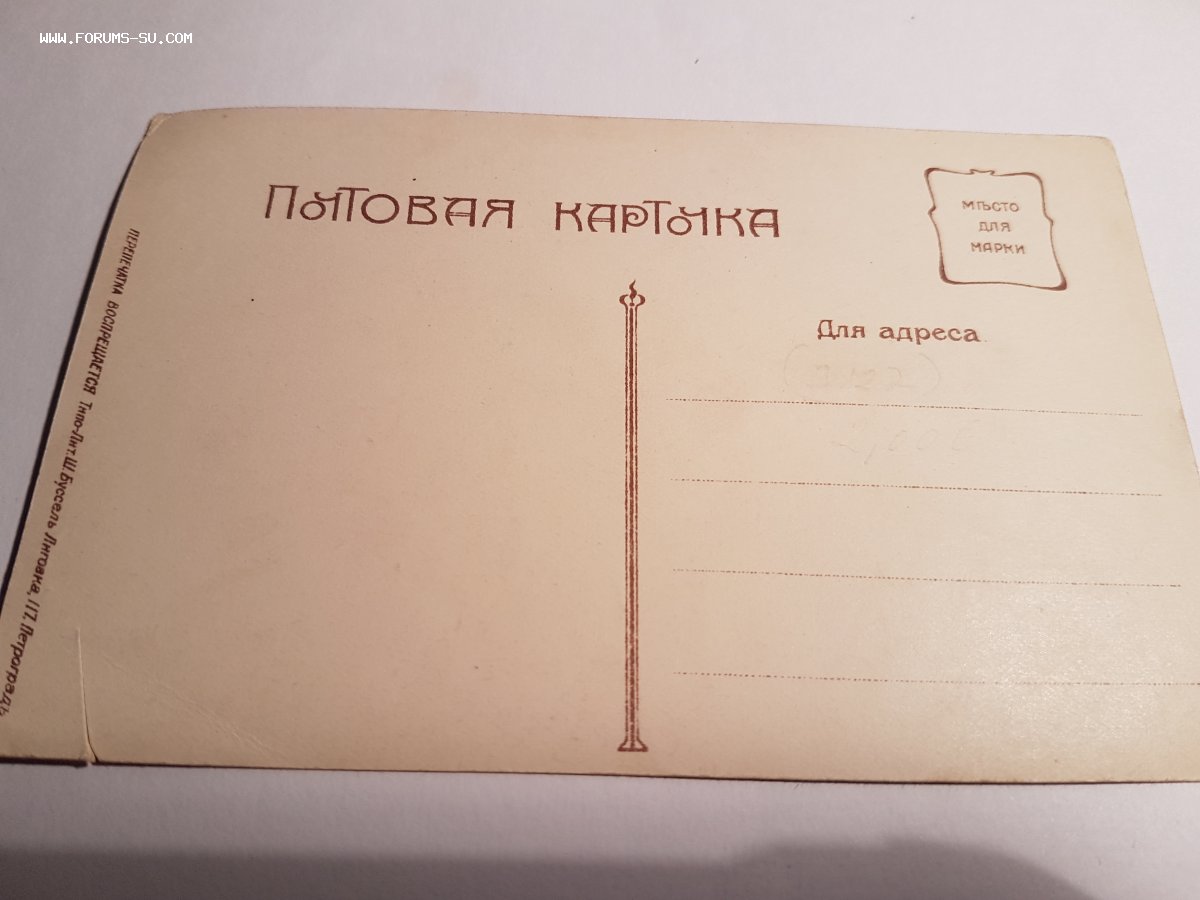 WWW.FORUMS-SU.COM
ПОЧТОВАЯ КАРТОЧКА
МѢСТО
ДЛЯ
МАРКИ
Для адреса.
ПЕРЕПЕЧАТКА ВОСПРЕЩАЕТСЯ Типо-Лит. Ш. Буссель Лиговка, 117, Петроградъ